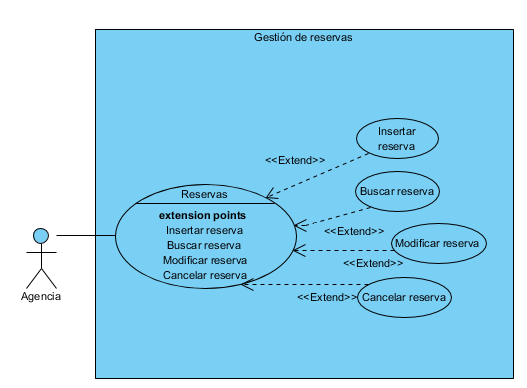 Gestión de reservas
Insertar
reserva
<<Extend>>
Buscar reserva
Reservas
extension points
Insertar reserva
Buscar reserva
Modificar reserva
Cancelar reserva
<<Extend>>
Modificar reserva
<<Extend>>
<<Extend>>
Cancelar reserva
Agencia